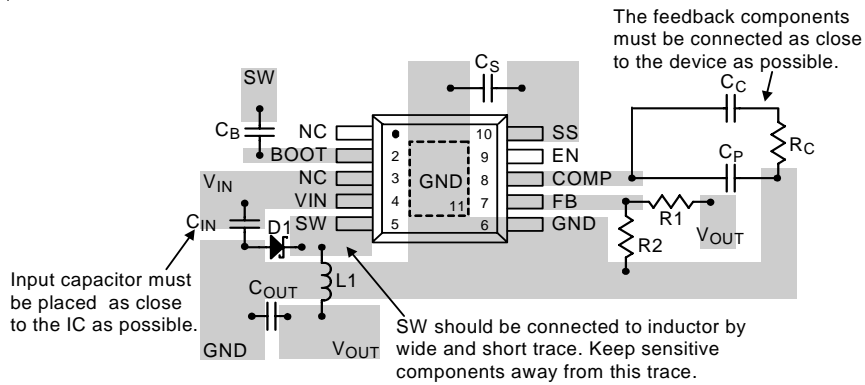 The feedback components
must be connected as close
to the device as possible.
CS
SW
CC
CB
NC
10
SS
RC
BOOT
2
9
EN
CP
VIN
NC
3
GND
8
COMP
VIN
4
11
7
FB
R1
CIN
D1
SW
5
6
GND
R2
VOUT
Input capacitor must
be placed as close
to the IC as possible.
COUT
L1
GND
VOUT
SW should be connected to inductor by
wide and short trace. Keep sensitive
components away from this trace.